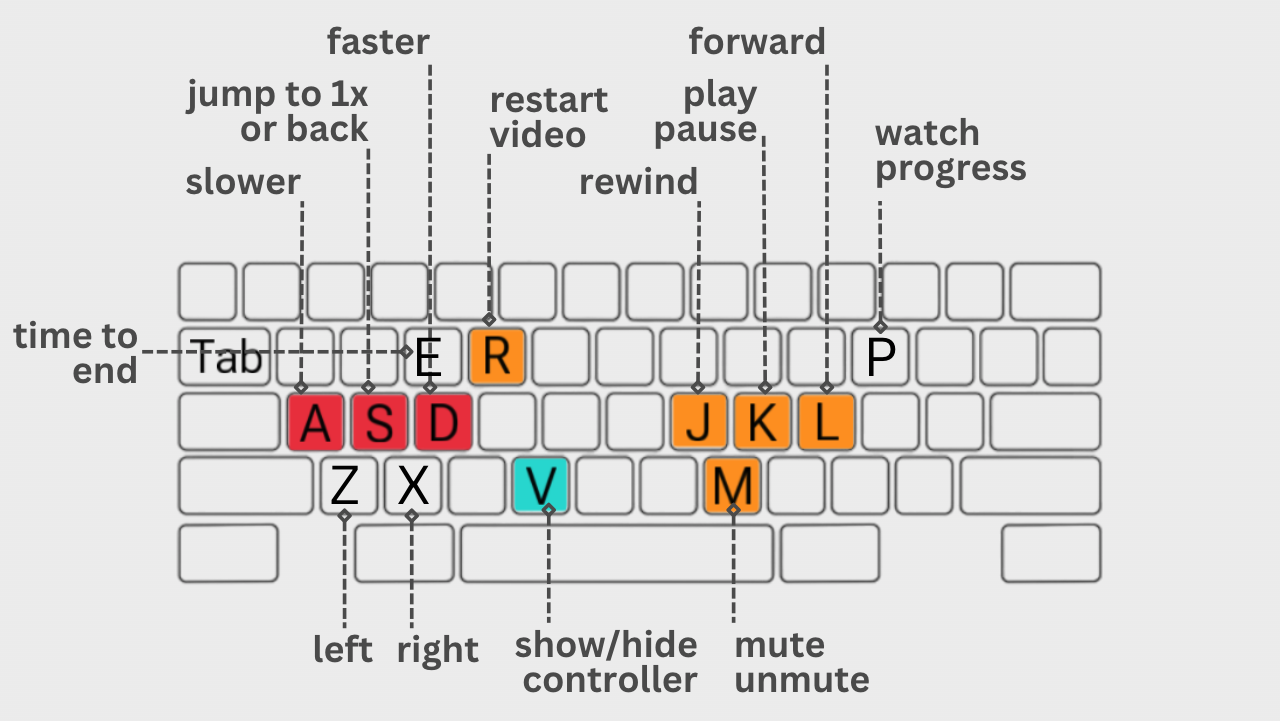 faster
forward
jump to 1x
or back
restart
video
play
pause
watch
progress
slower
rewind
time to
end
Tab
E
R
P
A
S
D
J
K
L
Z
X
V
M
left
right
show/hide
controller
mute
unmute